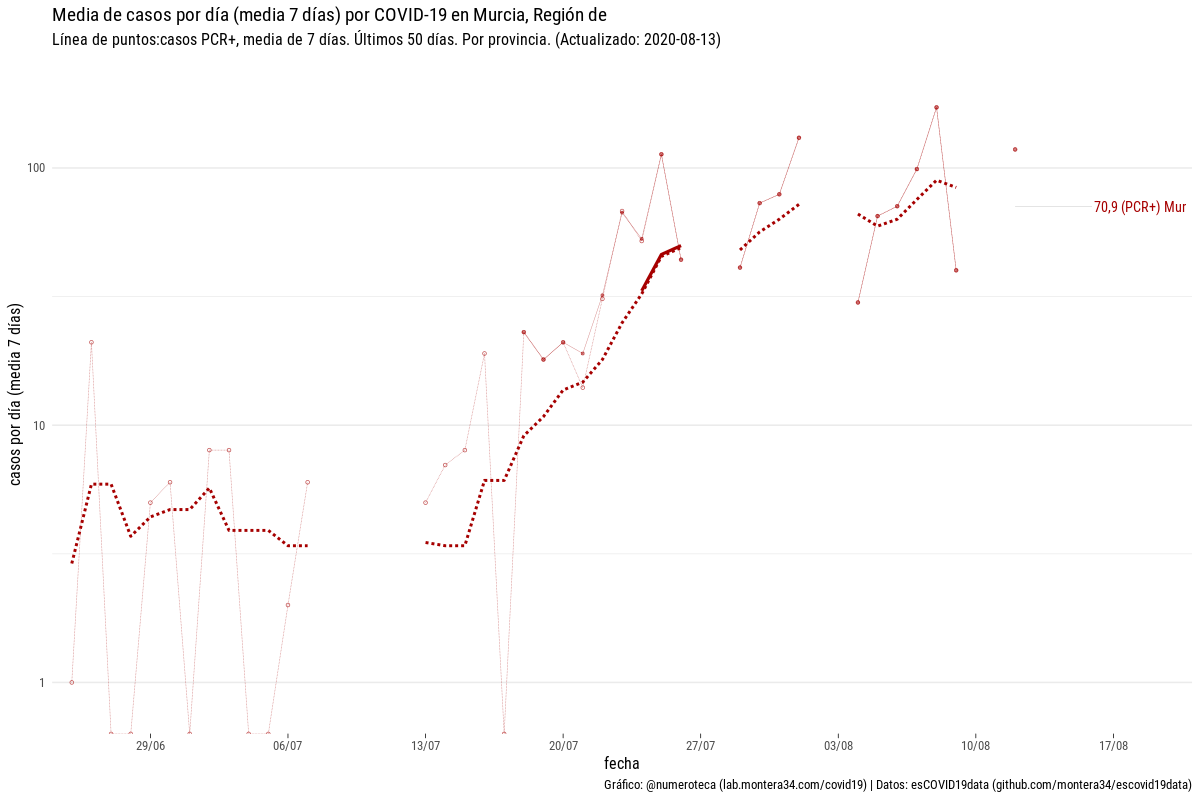 Media de casos por día (media 7 días) por COVID-19 en Murcia, Región de
Línea de puntos:casos PCR+, media de 7 días. Últimos 50 días. Por provincia. (Actualizado: 2020-08-13)
casos por día (media 7 días)
100
10
1
70,9 (PCR+) Mur
29/06
06/07
13/07
20/07
27/07
03/08
10/08
17/08
fecha
Gráfico: @numeroteca (lab.montera34.com/covid19) | Datos: esCOVID19data (github.com/montera34/escovid19data)